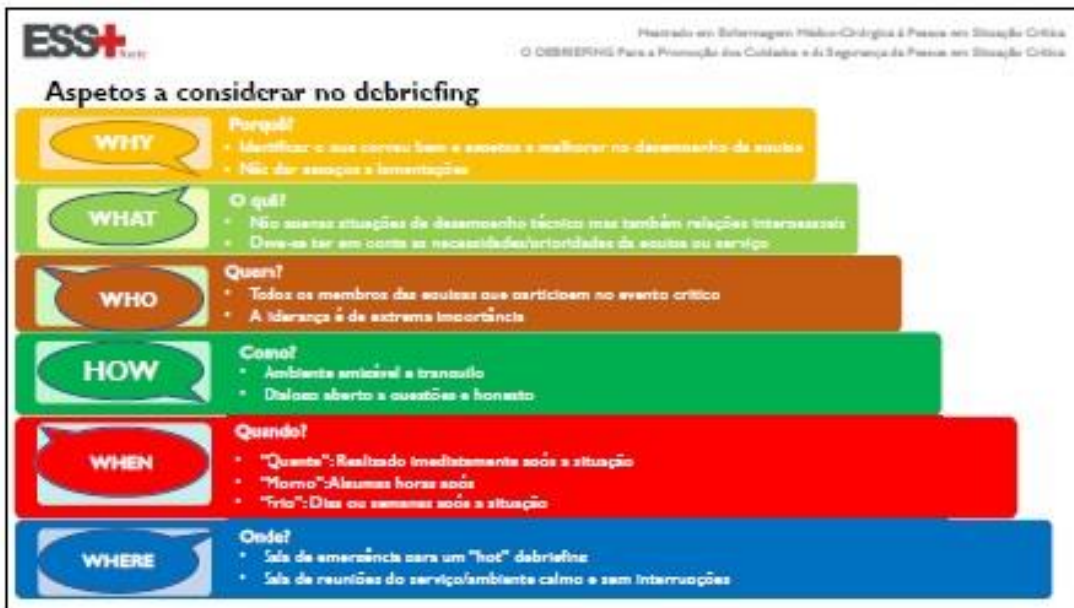 ESS+
Norte
Mestrado em Enfermagem Médico-Cirúrgica à Pessoa em Situação Crítica
O DEBRIEFING Para a Promoção dos Cuidados e da Segurança da Pessoa em Situação Crítica
Aspetos a considerar no debriefing
WHY
Porquê?
• Identificar o que correu bem e aspetos a melhorar no desempenho da equipa
• Não dar espaços a lamentações
WHAT
O quê?
• Não apenas situações de desempenho técnico mas também relações interpessoais
• Deve-se ter em conta as necessidades/prioridades da equipa ou serviço
WHO
Quem?
• Todos os membros das equipas que participem no evento crítico
• A liderança é de extrema importância
HOW
Como?
• Ambiente amigável e tranquilo
• Dialogo aberto a questões e honesto
WHEN
Quando?
• "Quente": Realizado imediatamente após a situação
• "Morno": Algumas horas após
• "Frio": Dias ou semanas após a situação
WHERE
Onde?
• Sala de emergência para um "hot" debriefing
• Sala de reuniões do serviço/ambiente calmo e sem interrupções